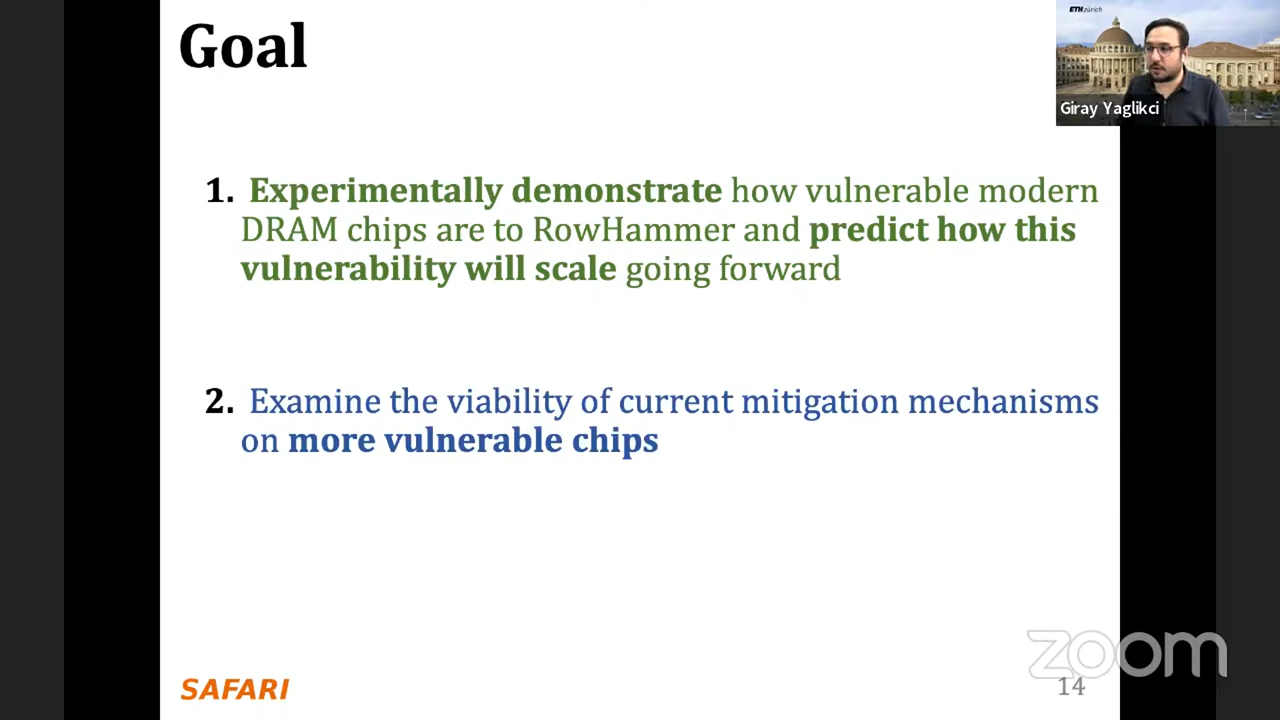 Goal
ETH zürich
Giray Yaglikci
1. Experimentally demonstrate how vulnerable modern
DRAM chips are to RowHammer and predict how this
vulnerability will scale going forward
2. Examine the viability of current mitigation mechanisms
on more vulnerable chips
zoom
SAFARI
14